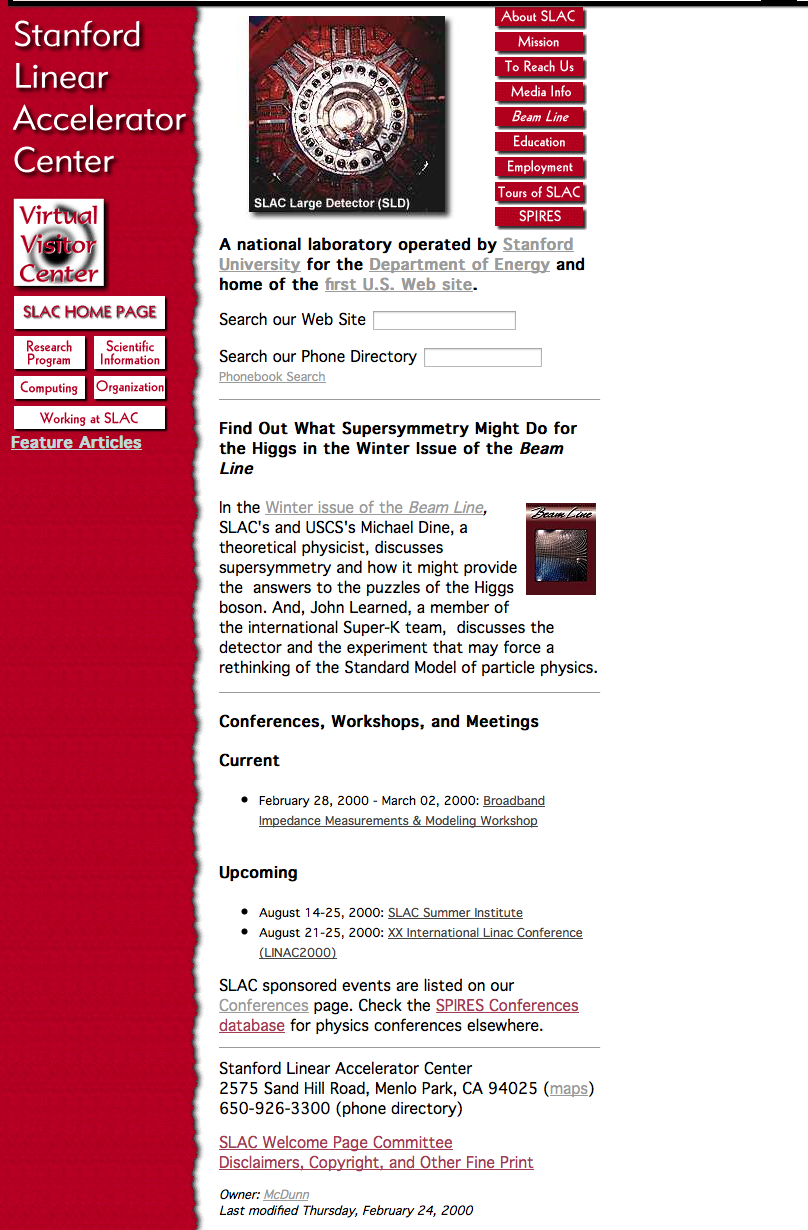 Stanford
Linear
Accelerator
Center
Virtual
Visitor
Center
SLAC HOME PAGE
Research
Program
Scientific
Information
Computing
Organization
Working at SLAC
Feature Articles
SLAC Large Detector (SLD)
About SLAC
Mission
To Reach Us
Media Info
Beam Line
Education
Employment
Tours of SLAC
SPIRES
A national laboratory operated by Stanford
University for the Department of Energy and
home of the first U.S. Web site.
Search our Web Site
Search our Phone Directory
Phonebook Search
Find Out What Supersymmetry Might Do for
the Higgs in the Winter Issue of the Beam
Line
In the Winter issue of the Beam Line,
SLAC's and USCS's Michael Dine, a
theoretical physicist, discusses
supersymmetry and how it might provide
the answers to the puzzles of the Higgs
boson. And, John Learned, a member of
the international Super-K team, discusses the
detector and the experiment that may force a
rethinking of the Standard Model of particle physics.
Beam Line
Conferences, Workshops, and Meetings
Current
• February 28, 2000 - March 02, 2000: Broadband
Impedance Measurements & Modeling Workshop
Upcoming
• August 14-25, 2000: SLAC Summer Institute
• August 21-25, 2000: XX International Linac Conference
(LINAC2000)
SLAC sponsored events are listed on our
Conferences page. Check the SPIRES Conferences
database for physics conferences elsewhere.
Stanford Linear Accelerator Center
2575 Sand Hill Road, Menlo Park, CA 94025 (maps)
650-926-3300 (phone directory)
SLAC Welcome Page Committee
Disclaimers, Copyright, and Other Fine Print
Owner: McDunn
Last modified Thursday, February 24, 2000